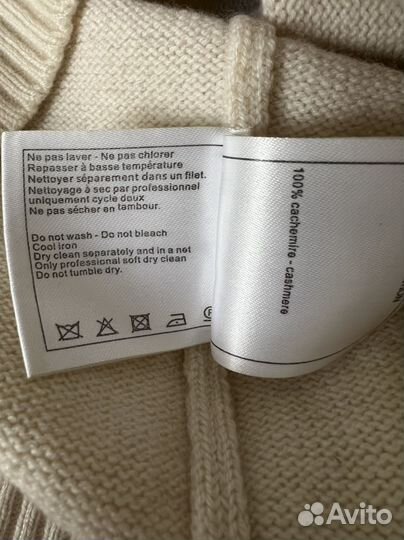 Ne pas laver - Ne pas chlorer
Repasser à basse température
Nettoyer séparement dans un filet.
Nettoyage à sec par professionnel
uniquement cycle doux
Ne pas sécher en tambour.
Do not wash - Do not bleach
Cool iron
Dry clean separately and in a net
Only professional soft dry clean
Do not tumble dry.
100% cachemire - cashmere
Avito